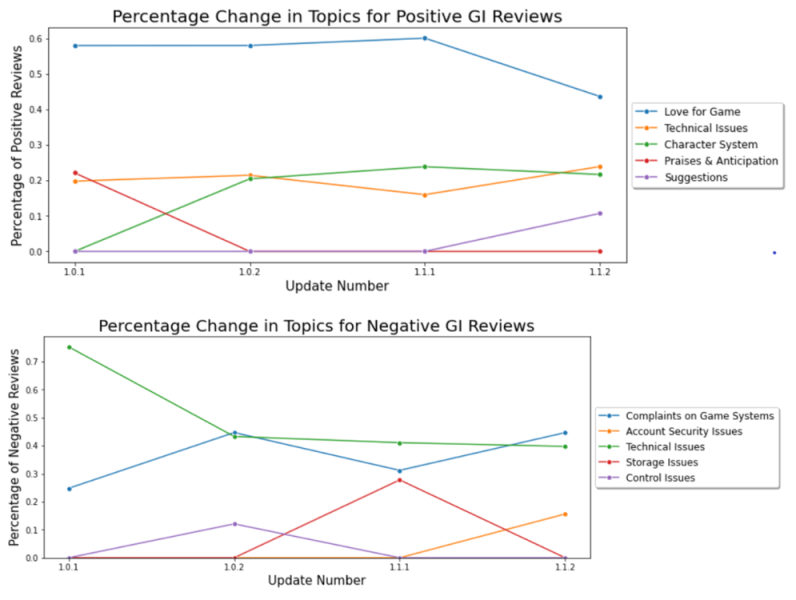 Percentage Change in Topics for Positive GI Reviews
Percentage of Positive Reviews
0.6
0.5
0.4
0.3
0.2
0.1
0.0
1.0.1 1.0.2 1.1.1 1.1.2
Update Number
Love for Game
Technical Issues
Character System
Praises & Anticipation
Suggestions
Percentage Change in Topics for Negative GI Reviews
Percentage of Negative Reviews
0.7
0.6
0.5
0.4
0.3
0.2
0.1
0.0
1.0.1 1.0.2 1.1.1 1.1.2
Update Number
Complaints on Game Systems
Account Security Issues
Technical Issues
Storage Issues
Control Issues